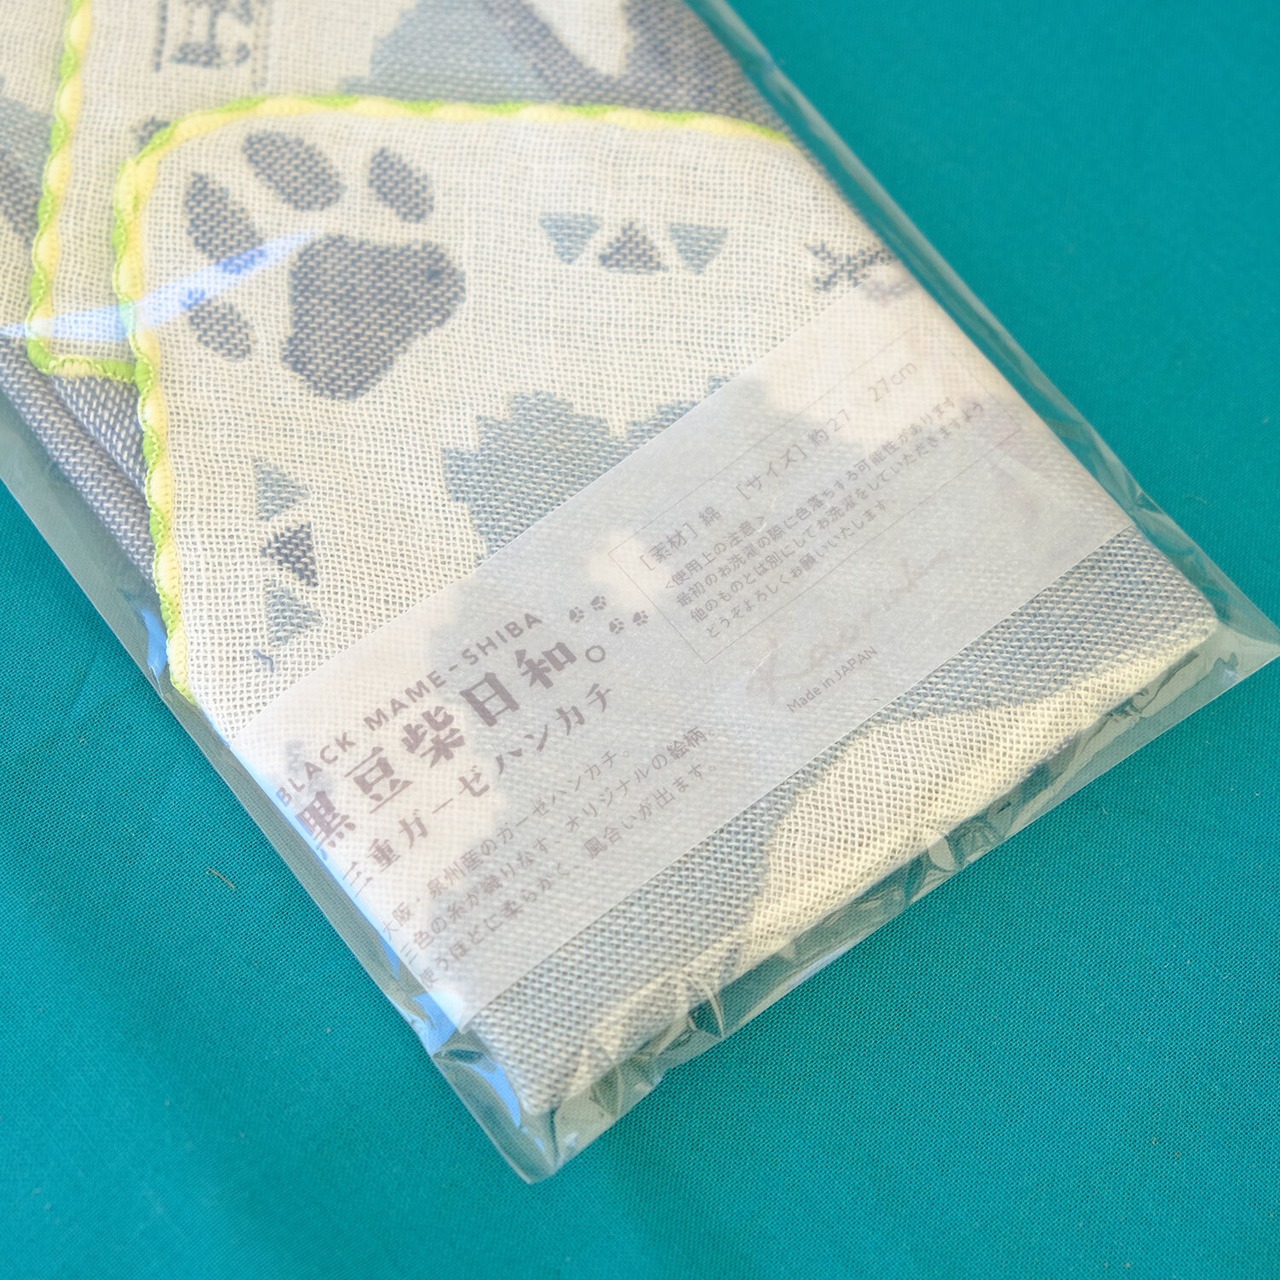 BLACK MAME-SHIBA
黒豆柴日和。
三重ガーゼハンカチ
大阪・泉州産のガーゼハンカチ。
三色の糸が織りなす、オリジナルの絵柄。
使うほどに柔らかく、風合いが出ます。
[素材] 綿 [サイズ] 約27×27cm
<使用上の注意>
最初のお洗濯の際に色落ちする可能性があります
他のものとは別にしてお洗濯をしていただきますよう
どうぞよろしくお願いいたします
Made in JAPAN